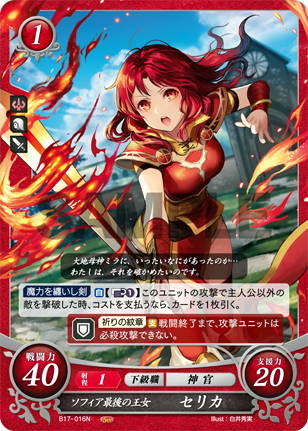 1
大地母神ミラに、いったいなにがあったのか…
わたしは、それを確かめたいのです。
魔力を纏いし剣 自 [1] このユニットの攻撃で主人公以外の
敵を撃破した時、コストを支払うなら、カードを1枚引く。
祈りの紋章 支 戦闘終了まで、攻撃ユニットは
必殺攻撃できない。
戦闘力
40
射程 1 下級職 神官
支援力
20
ソフィア最後の王女 セリカ
B17-016N
Illust:白井秀実